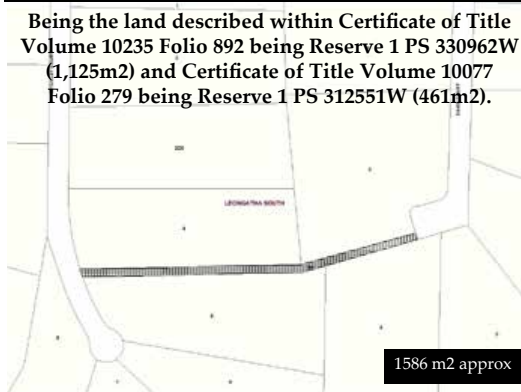 Being the land described within Certificate of Title
Volume 10235 Folio 892 being Reserve 1 PS 330962W
(1,125m2) and Certificate of Title Volume 10077
Folio 279 being Reserve 1 PS 312551W (461m2).
LEONGATHA SOUTH
1586 m2 approx